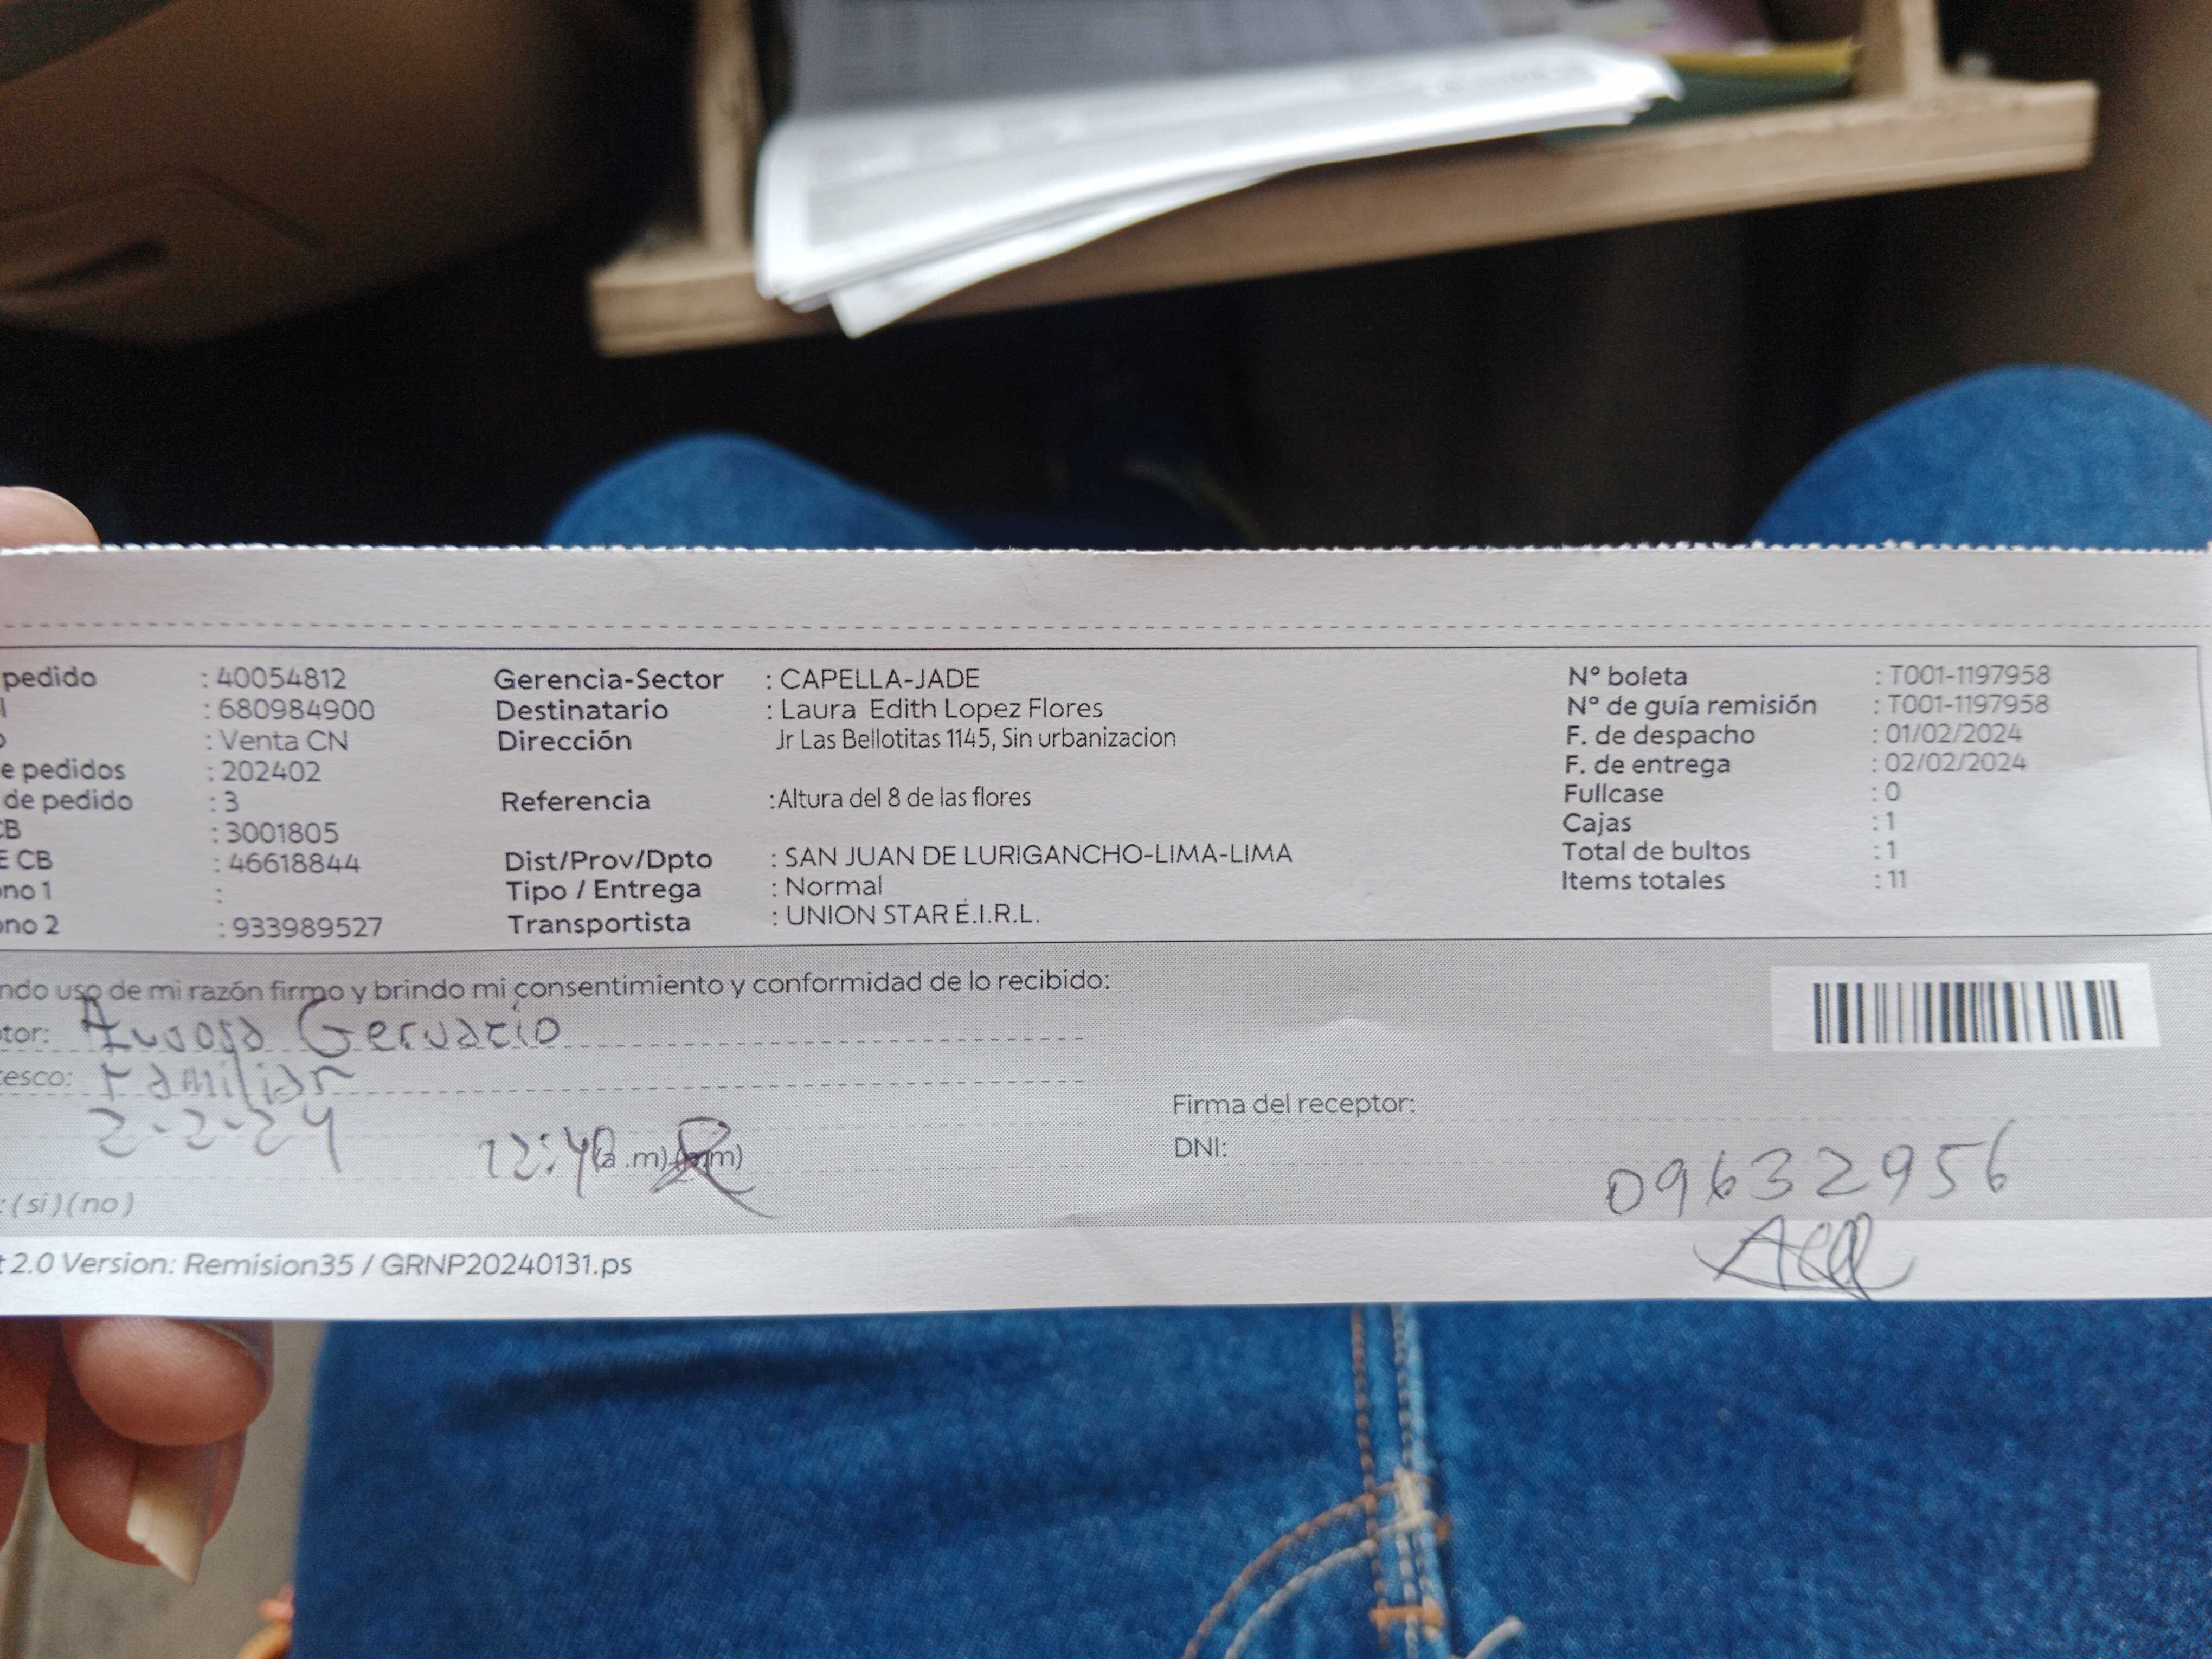 pedido : 40054812 Gerencia-Sector : CAPELLA-JADE N° boleta : T001-1197958
: 680984900 Destinatario : Laura Edith Lopez Flores N° de guía remisión : T001-1197958
: Venta CN Dirección Jr Las Bellotitas 1145, Sin urbanizacion F. de despacho : 01/02/2024
e pedidos : 202402 F. de entrega : 02/02/2024
de pedido : 3 Referencia :Altura del 8 de las flores Fullcase : 0
CB : 3001805 Cajas : 1
E CB : 46618844 Dist/Prov/Dpto : SAN JUAN DE LURIGANCHO-LIMA-LIMA Total de bultos : 1
ono 1 : Tipo / Entrega : Normal Items totales : 11
ono 2 : 933989527 Transportista : UNION STAR E.I.R.L.
ndo uso de mi razón firmo y brindo mi consentimiento y conformidad de lo recibido:
tor: Gervacio
esco: Familiar
2-2-24 (a.m)
Firma del receptor:
DNI: 09632956
: (si) (no)
t 2.0 Version: Remision35 / GRNP20240131.ps